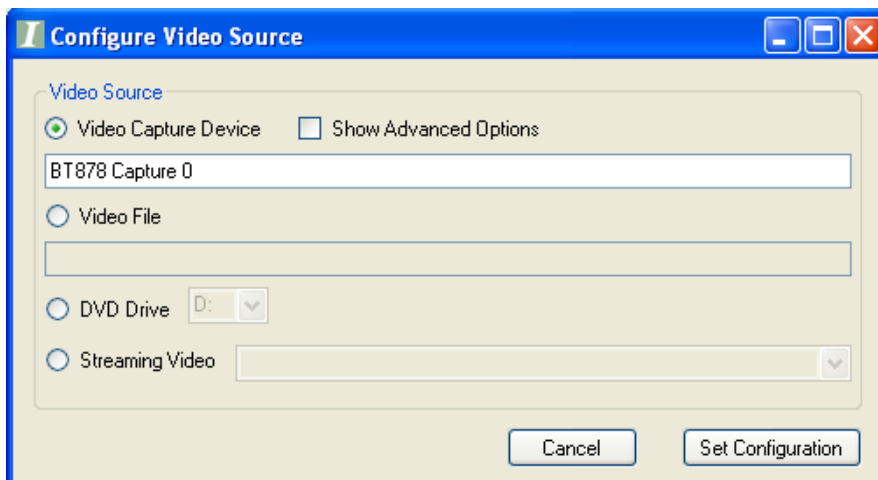 Configure Video Source
Video Source
Video Capture Device Show Advanced Options
BT878 Capture 0
Video File
DVD Drive D:
Streaming Video
Cancel Set Configuration